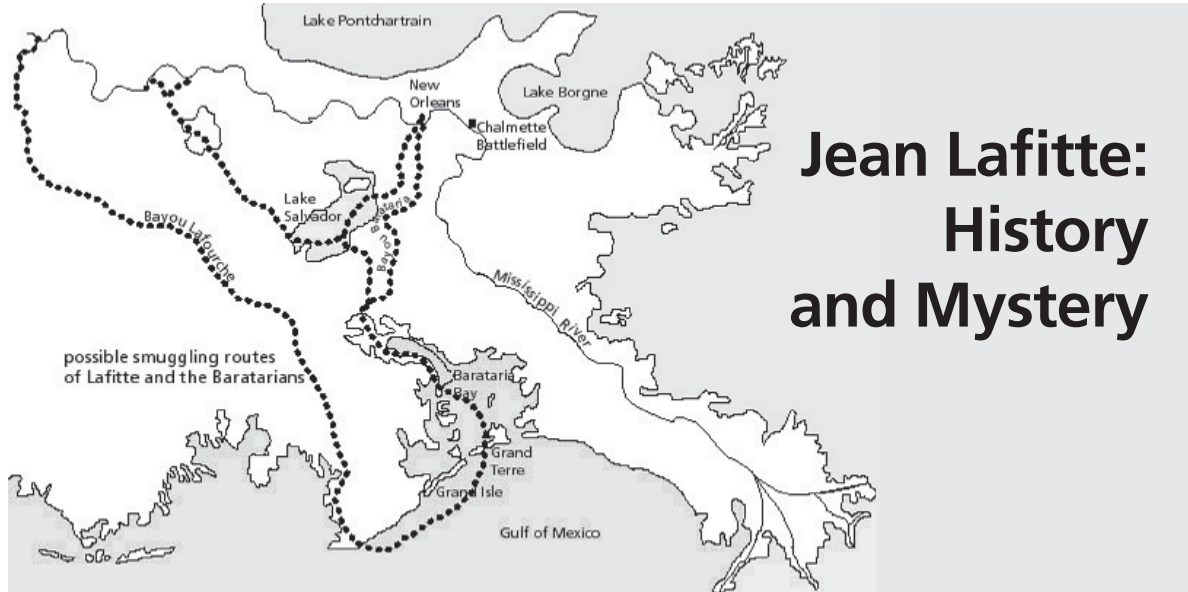 Lake Pontchartrain
New
Orleans
Lake Borgne
Chalmette
Battlefield
Jean Lafitte:
History
and Mystery
Lake
Salvador
Barataria
Bayou
Bayou Lafourche
Mississippi River
possible smuggling routes
of Lafitte and the Baratarians
Barataria
Bay
Grand
Terre
Grand Isle
Gulf of Mexico